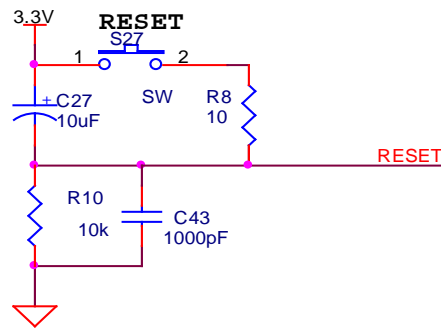 3.3V
RESET
S27
1
2
+
C27
10uF
SW
R8
10
RESET
R10
10k
C43
1000pF